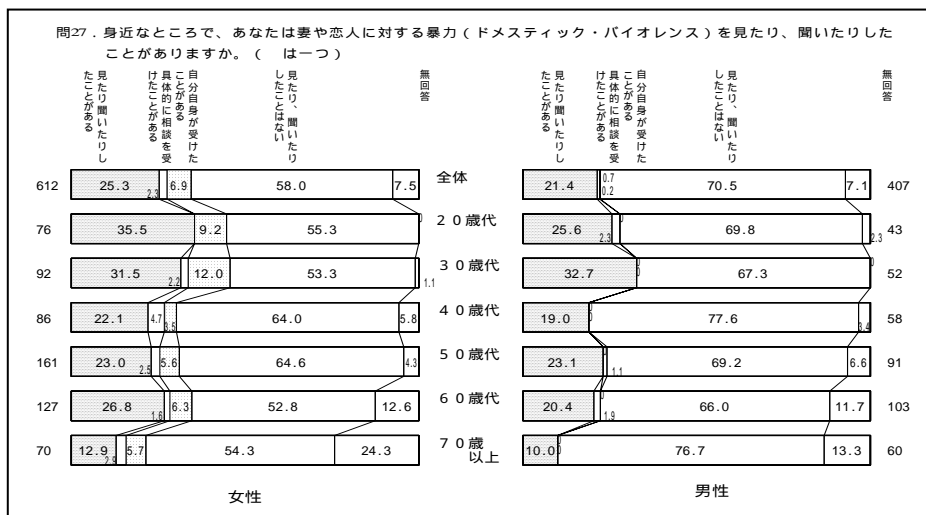 問27．身近なところで、あなたは妻や恋人に対する暴力（ドメスティック・バイオレンス）を見たり、聞いたりした
ことがありますか。（　は一つ）
見たり聞いたりし
たことがある
具体的に相談を受
けたことがある
自分自身が受けた
ことがある
見たり、聞いたり
したことはない
無回答
見たり聞いたりし
たことがある
具体的に相談を受
けたことがある
自分自身が受けた
ことがある
見たり、聞いたり
したことはない
無回答
612 25.3 2.3 6.9 58.0 7.5 全体 21.4 0.7 0.2 70.5 7.1 407
76 35.5 9.2 55.3 0 20歳代 25.6 2.3 0 69.8 2.3 43
92 31.5 2.2 12.0 53.3 1.1 30歳代 32.7 0 0 67.3 0 52
86 22.1 4.7 3.5 64.0 5.8 40歳代 19.0 0 0 77.6 3.4 58
161 23.0 2.5 5.6 64.6 4.3 50歳代 23.1 1.1 69.2 6.6 91
127 26.8 1.6 6.3 52.8 12.6 60歳代 20.4 0 1.9 66.0 11.7 103
70 12.9 2.9 5.7 54.3 24.3 70歳
以上 10.0 0 0 76.7 13.3 60
女性 男性